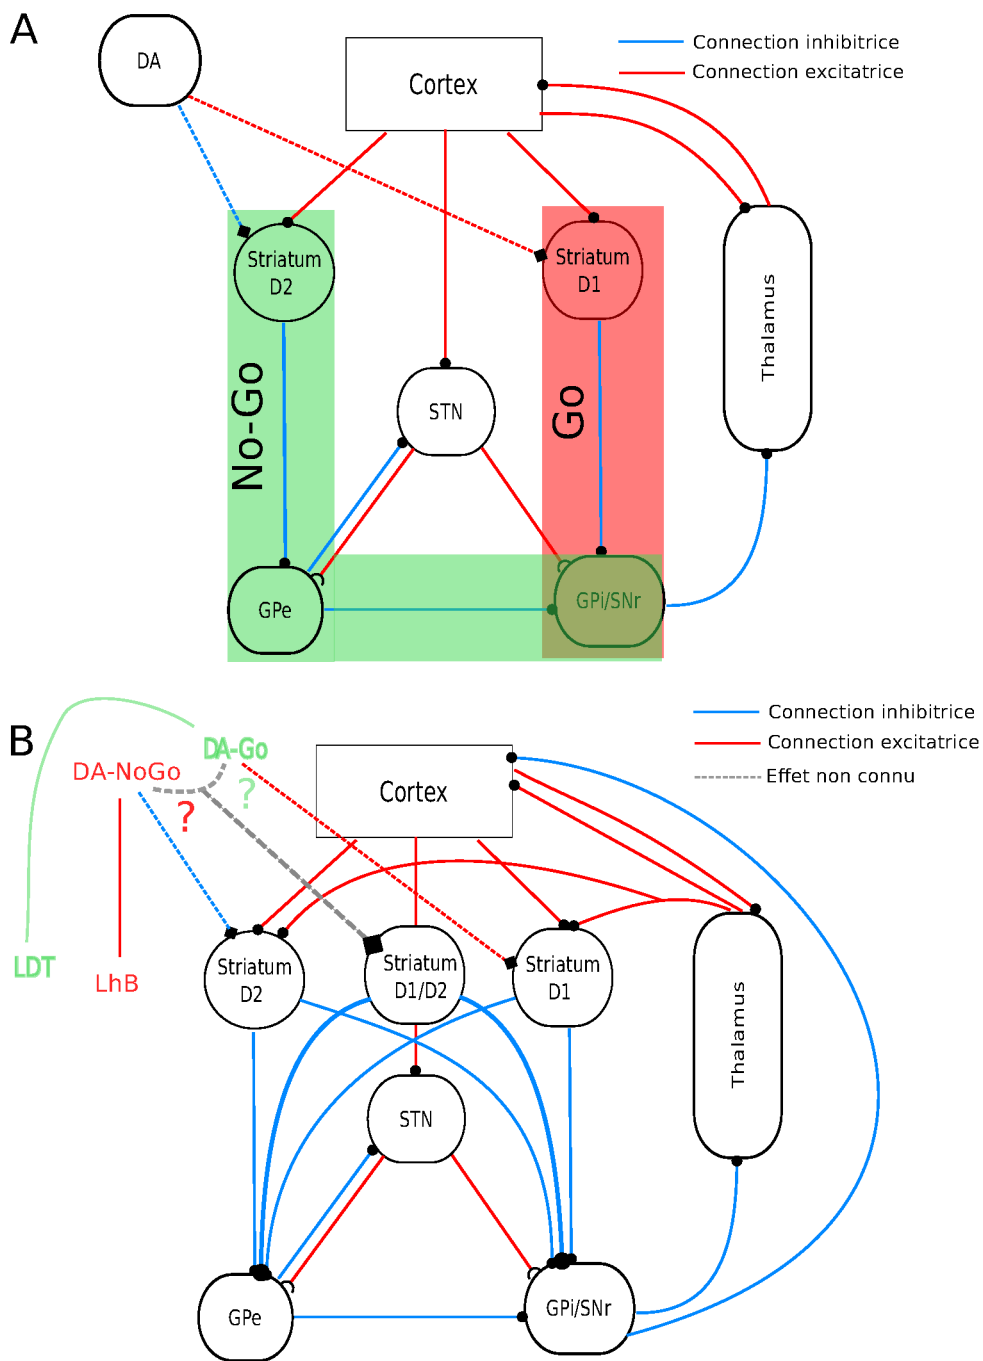 A
DA
Cortex
Connection inhibitrice
Connection excitatrice
Striatum
D2
Striatum
D1
Thalamus
No-Go
Go
STN
GPe
GPi/SNr
B
DA-Go
DA-NoGo
?
?
Cortex
Connection inhibitrice
Connection excitatrice
Effet non connu
LDT
LhB
Striatum
D2
Striatum
D1/D2
Striatum
D1
Thalamus
STN
GPe
GPi/SNr